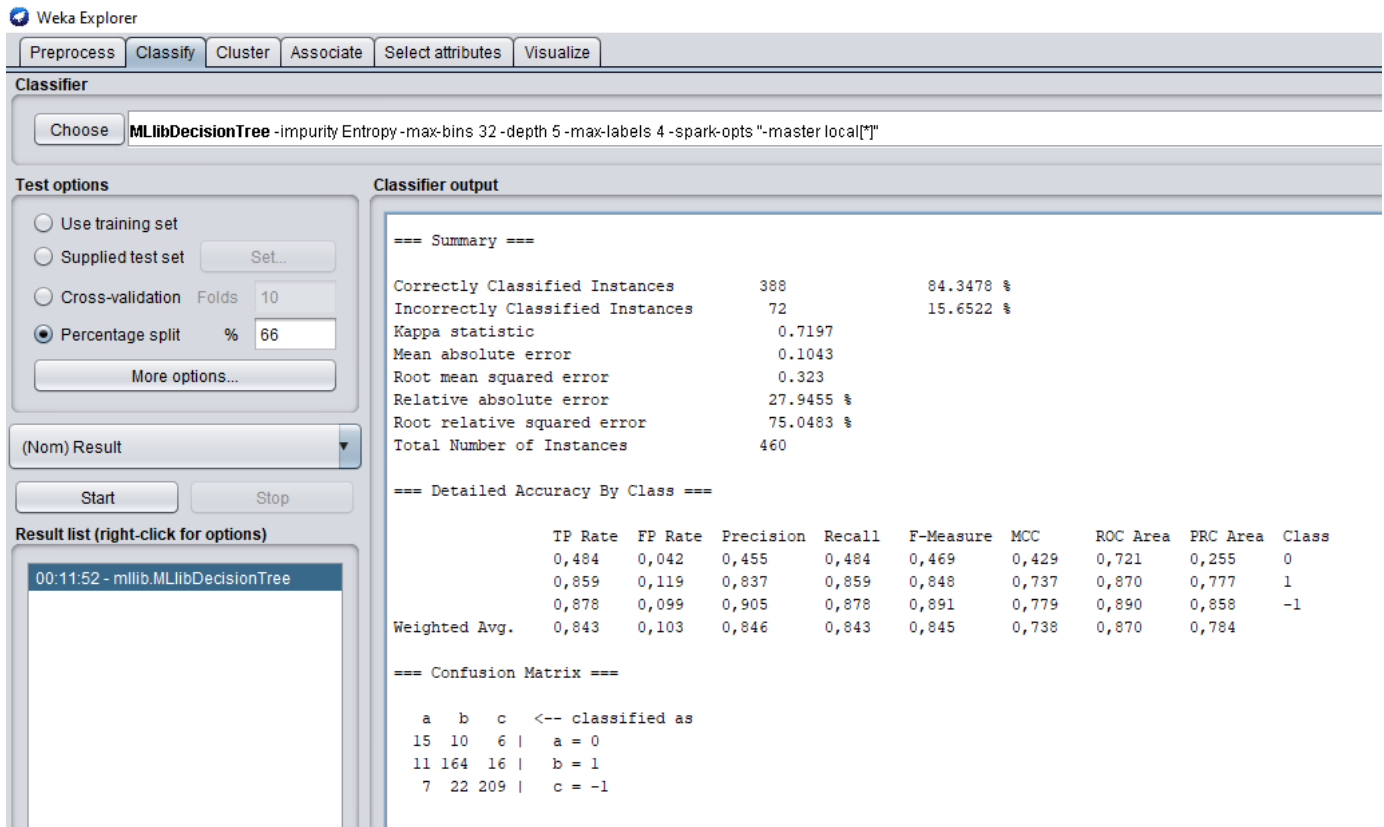 Weka Explorer
Preprocess Classify Cluster Associate Select attributes Visualize
Classifier
Choose MLlibDecisionTree -impurity Entropy -max-bins 32 -depth 5 -max-labels 4 -spark-opts "-master local[*]"
Test options
Use training set
Supplied test set Set...
Cross-validation Folds 10
Percentage split % 66
More options...
(Nom) Result
Start Stop
Result list (right-click for options)
00:11:52 - mllib.MLlibDecisionTree
Classifier output
=== Summary ===
Correctly Classified Instances 388 84.3478 %
Incorrectly Classified Instances 72 15.6522 %
Kappa statistic 0.7197
Mean absolute error 0.1043
Root mean squared error 0.323
Relative absolute error 27.9455 %
Root relative squared error 75.0483 %
Total Number of Instances 460
=== Detailed Accuracy By Class ===
TP Rate FP Rate Precision Recall F-Measure MCC ROC Area PRC Area Class
0,484 0,042 0,455 0,484 0,469 0,429 0,721 0,255 0
0,859 0,119 0,837 0,859 0,848 0,737 0,870 0,777 1
0,878 0,099 0,905 0,878 0,891 0,779 0,890 0,858 -1
Weighted Avg. 0,843 0,103 0,846 0,843 0,845 0,738 0,870 0,784
=== Confusion Matrix ===
a b c <-- classified as
15 10 6 | a = 0
11 164 16 | b = 1
7 22 209 | c = -1